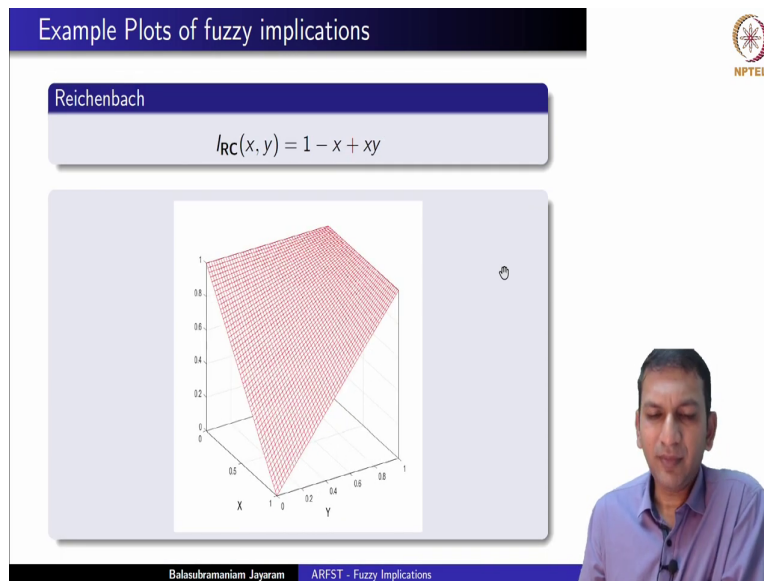 Example Plots of fuzzy implications
NPTEL
Reichenbach
I_RC(x, y) = 1 − x + xy
1
0.8
0.6
0.4
0.2
0
0
0.5
1
X
0
0.2
0.4
0.6
0.8
1
Y
Balasubramaniam Jayaram
ARFST - Fuzzy Implications